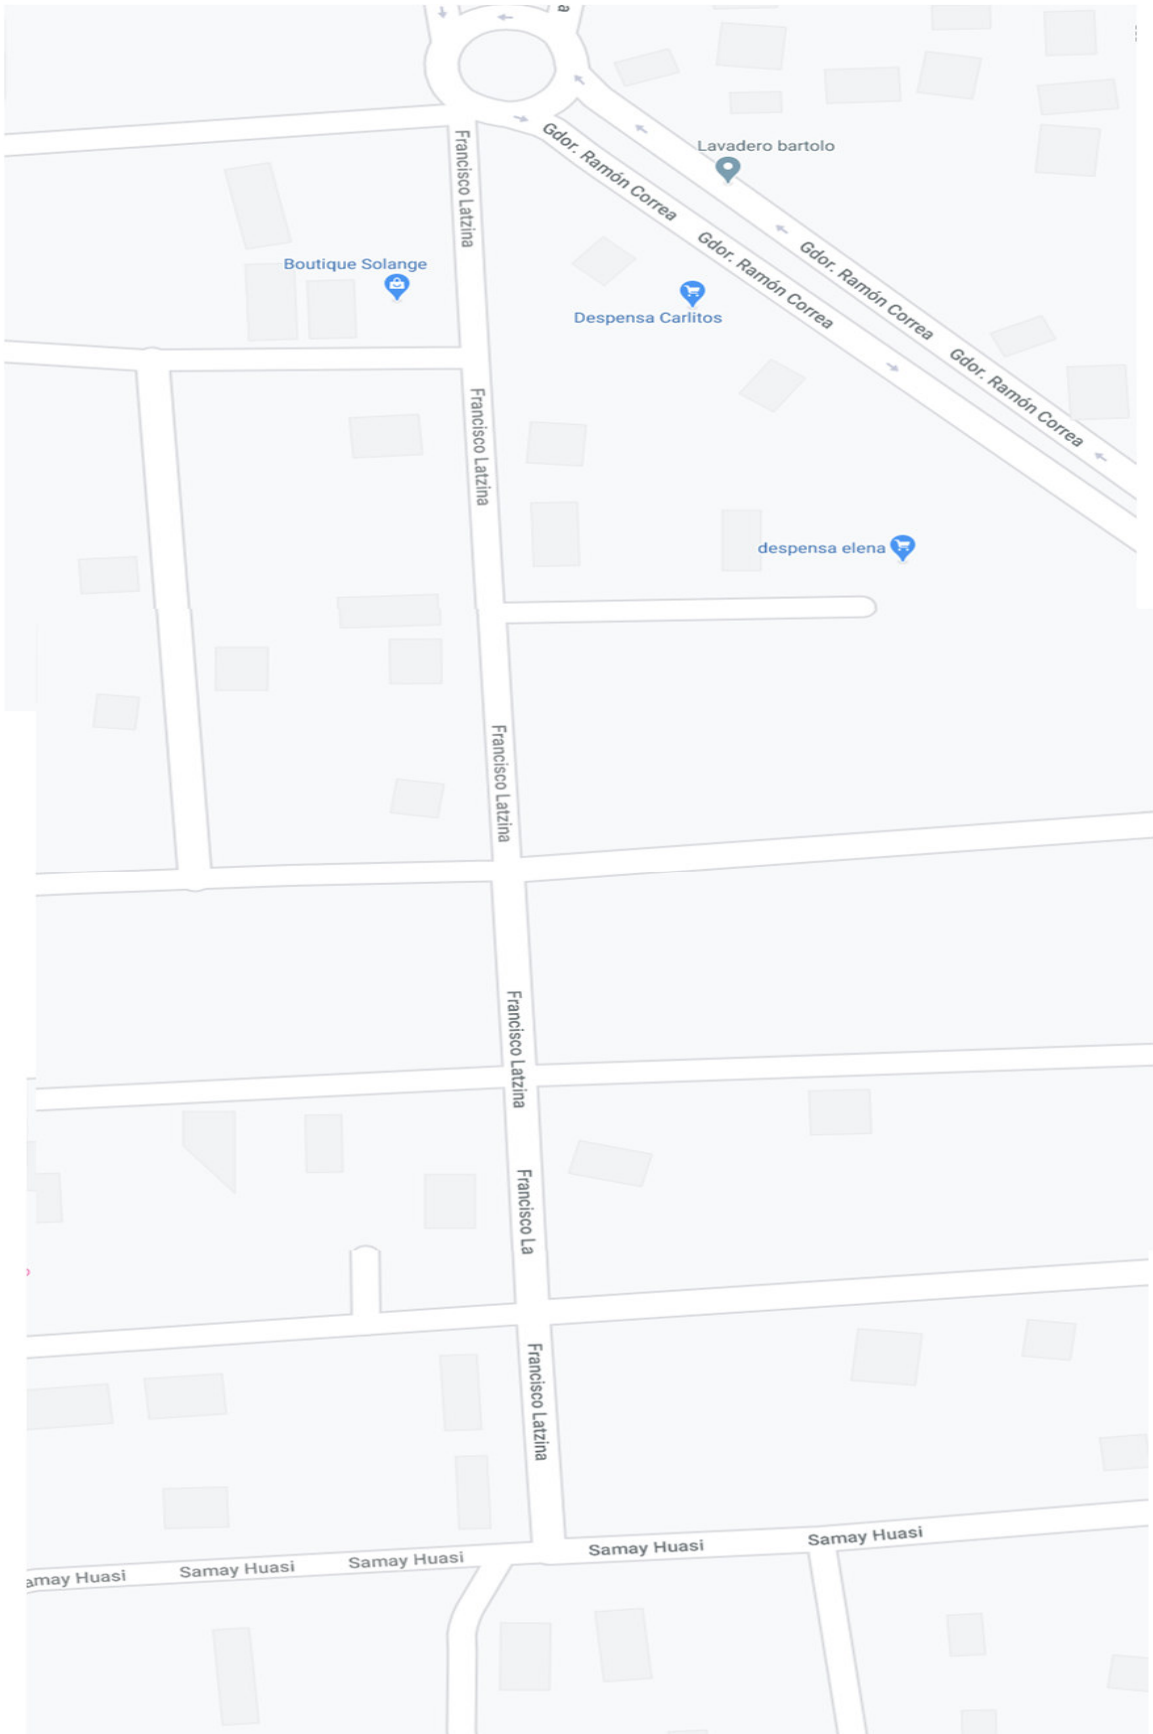 a
Francisco Latzina
Gdor. Ramón Correa
Lavadero bartolo
Gdor. Ramón Correa
Gdor. Ramón Correa
Boutique Solange
Despensa Carlitos
Gdor. Ramón Correa
Francisco Latzina
despensa elena
Francisco Latzina
Francisco Latzina
Francisco La
Francisco Latzina
Samay Huasi
Samay Huasi
Samay Huasi
Samay Huasi
amay Huasi